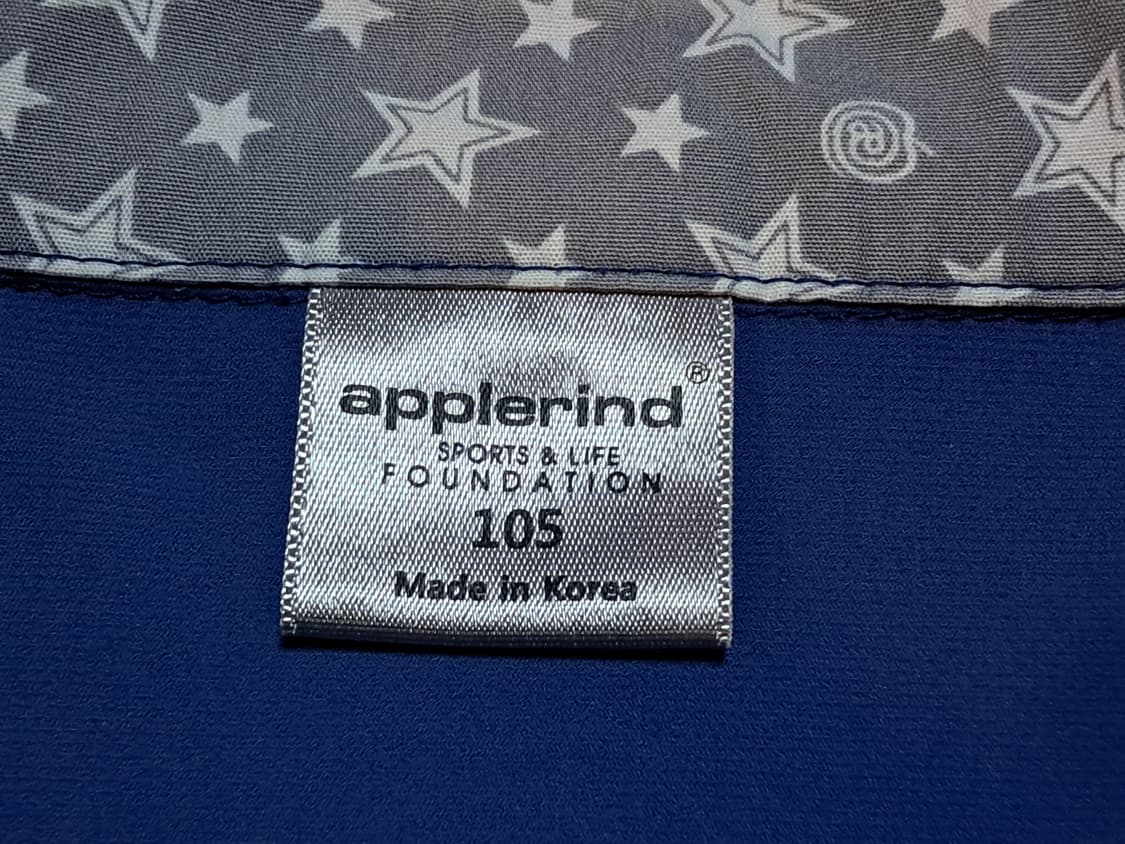 applerind®
SPORTS & LIFE
FOUNDATION
105
Made in Korea